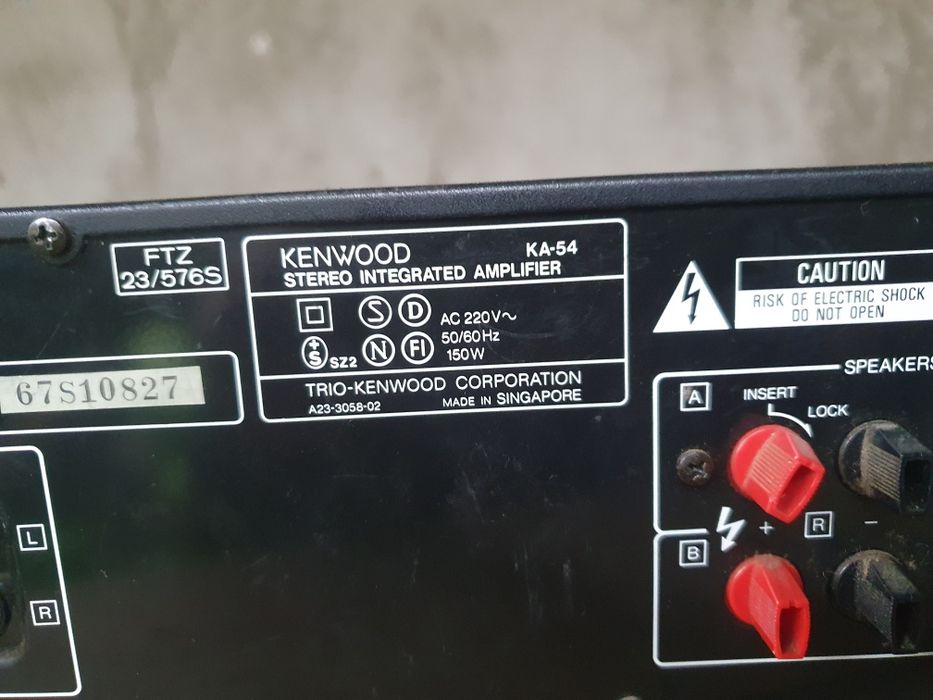 FTZ
23/576S
KENWOOD KA-54
STEREO INTEGRATED AMPLIFIER
S D AC 220V~
50/60Hz
+S SZ2 N FI 150W
TRIO-KENWOOD CORPORATION
A23-3058-02 MADE IN SINGAPORE
67S10827
CAUTION
RISK OF ELECTRIC SHOCK
DO NOT OPEN
SPEAKERS
A INSERT
LOCK
+ R −
B
L
R